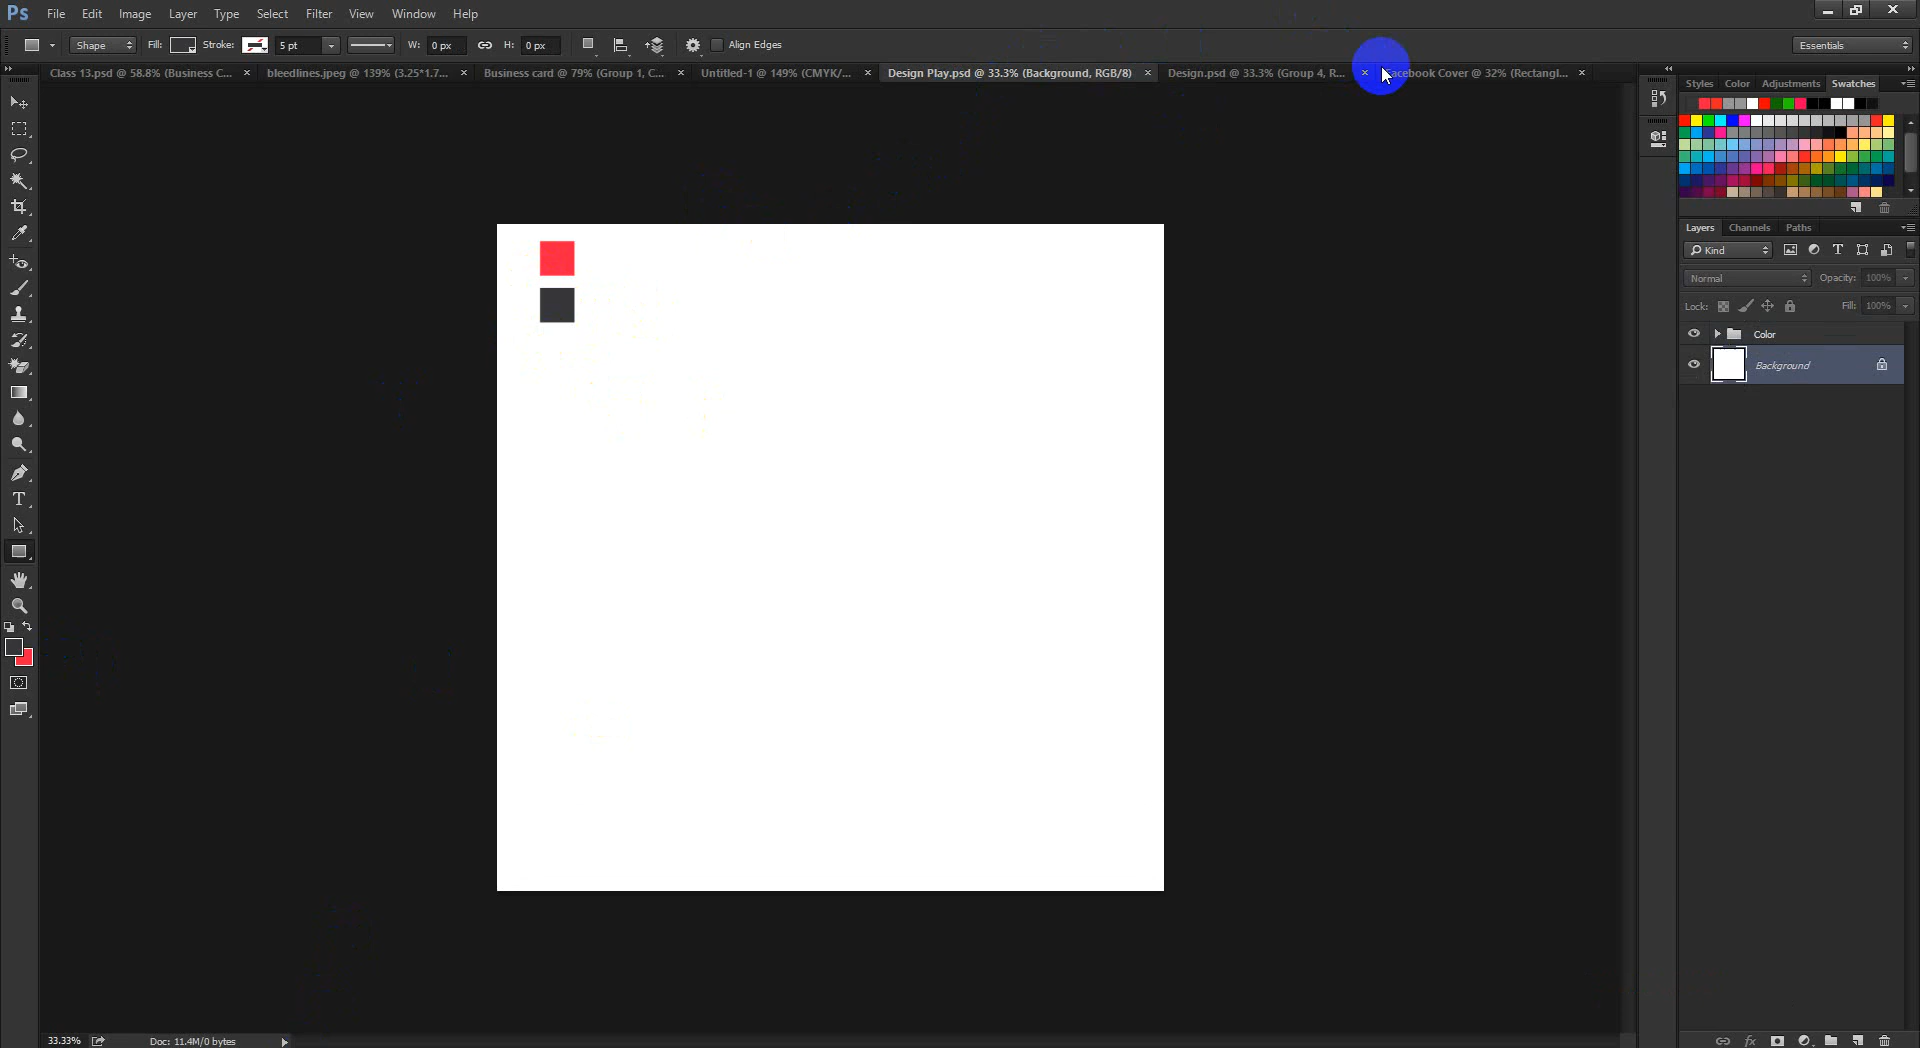 Ps File Edit Image Layer Type Select Filter View Window Help
Shape Fill: Stroke: 5 pt W: 0 px H: 0 px Align Edges Essentials
Class 13.psd @ 58.8% (Business C... × bleedlines.jpeg @ 139% (3.25*1.7... × Business card @ 79% (Group 1, C... × Untitled-1 @ 149% (CMYK/... × Design Play.psd @ 33.3% (Background, RGB/8) × Design.psd @ 33.3% (Group 4, R... × acebook Cover @ 32% (Rectangl... ×
Styles Color Adjustments Swatches
Layers Channels Paths
Kind T
Normal Opacity: 100%
Lock: Fill: 100%
Color
Background
T
33.33% Doc: 11.4M/0 bytes fx